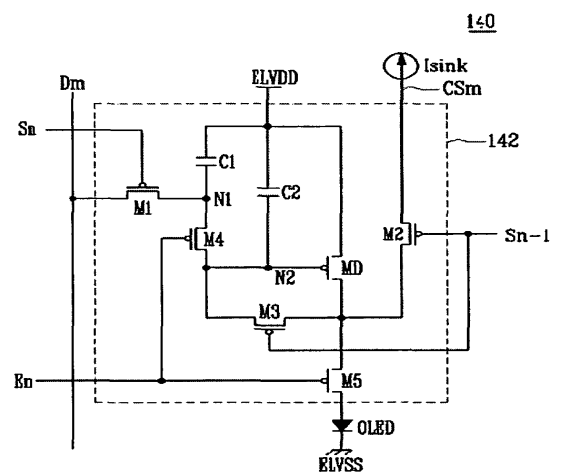 140
Isink
Dm
ELVDD
CSm
Sn
142
C1
C2
M1
N1
M4
M2
Sn-1
N2
MD
M3
En
M5
OLED
ELVSS